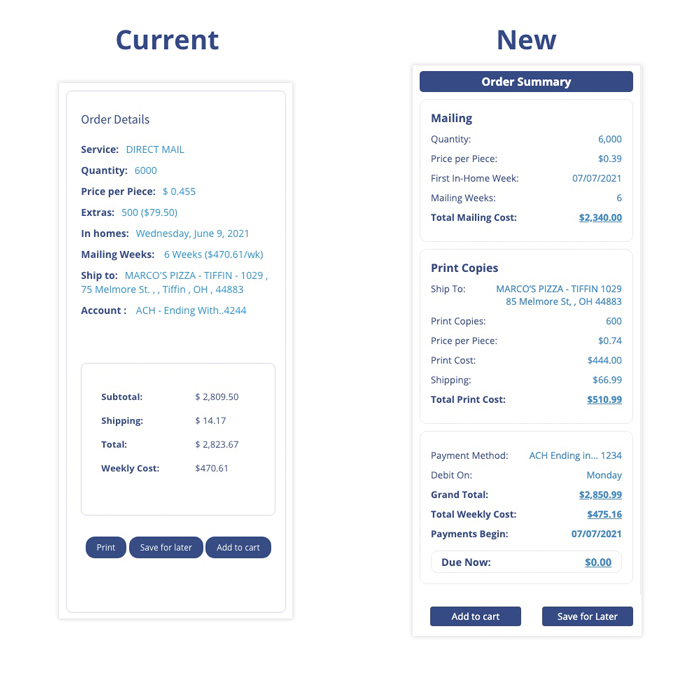 Current
Order Details
Service: DIRECT MAIL
Quantity: 6000
Price per Piece: $ 0.455
Extras: 500 ($79.50)
In homes: Wednesday, June 9, 2021
Mailing Weeks: 6 Weeks ($470.61/wk)
Ship to: MARCO'S PIZZA - TIFFIN - 1029 ,
75 Melmore St. , , Tiffin , OH , 44883
Account : ACH - Ending With..4244
Subtotal: $ 2,809.50
Shipping: $ 14.17
Total: $ 2,823.67
Weekly Cost: $470.61
Print Save for later Add to cart
New
Order Summary
Mailing
Quantity: 6,000
Price per Piece: $0.39
First In-Home Week: 07/07/2021
Mailing Weeks: 6
Total Mailing Cost: $2,340.00
Print Copies
Ship To: MARCO'S PIZZA - TIFFIN 1029
85 Melmore St, , OH 44883
Print Copies: 600
Price per Piece: $0.74
Print Cost: $444.00
Shipping: $66.99
Total Print Cost: $510.99
Payment Method: ACH Ending in... 1234
Debit On: Monday
Grand Total: $2,850.99
Total Weekly Cost: $475.16
Payments Begin: 07/07/2021
Due Now: $0.00
Add to cart Save for Later